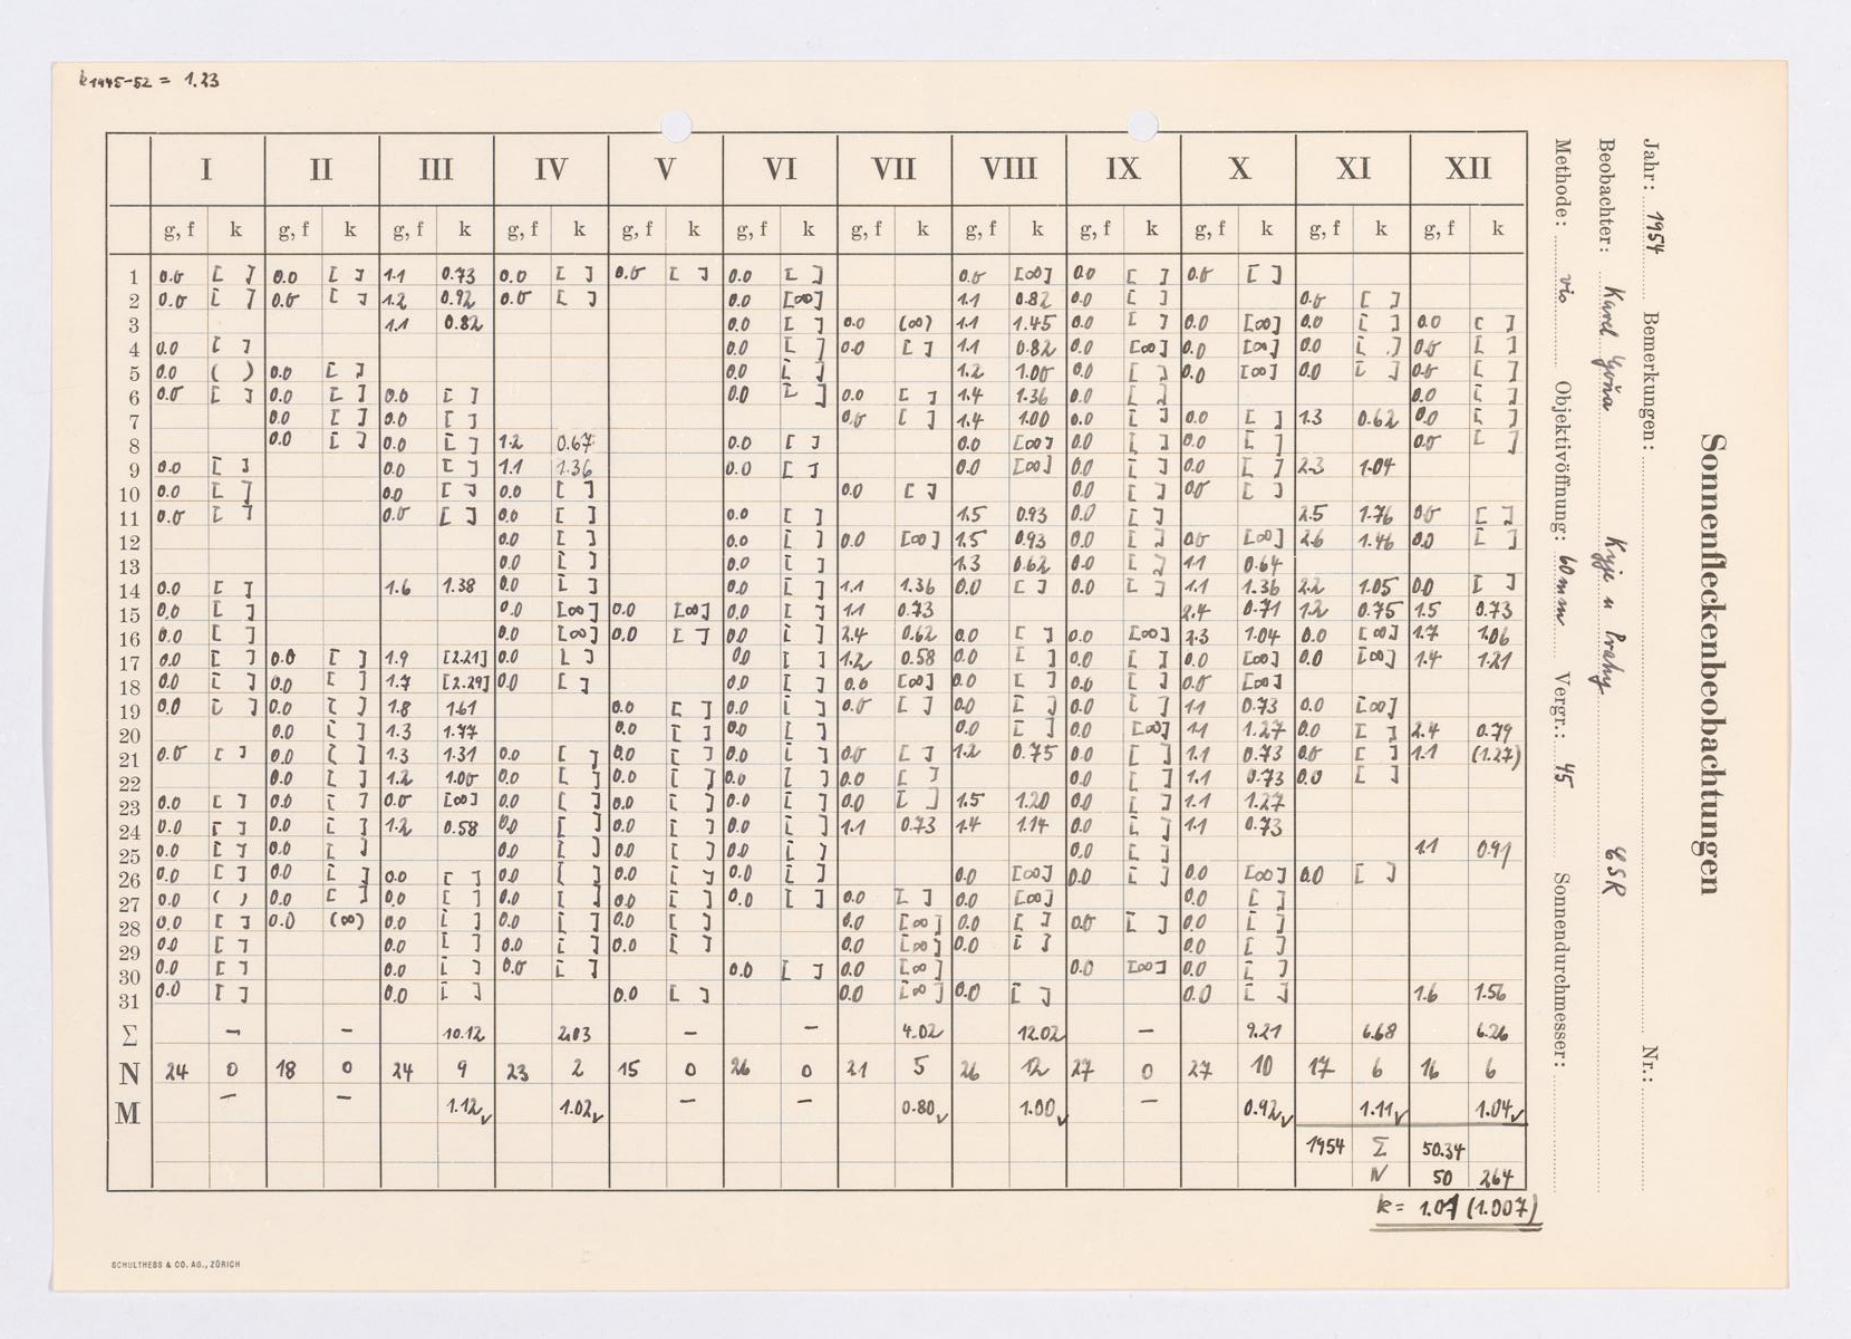 k 1945-52 = 1.23
Sonnenfleckenbeobachtungen
Jahr: 1954 Bemerkungen: Nr.:
Beobachter: Karel Kyje u Prahy ČSR
Methode: vis Objektivöffnung: 60 mm Vergr.: 45 Sonnendurchmesser:
I II III IV V VI VII VIII IX X XI XII
g, f k g, f k g, f k g, f k g, f k g, f k g, f k g, f k g, f k g, f k g, f k g, f k
1 0.0 [ ] 0.0 [ ] 1.1 0.73 0.0 [ ] 0.0 [ ] 0.0 [ ] 0.0 [∞] 0.0 [ ] 0.0 [ ]
2 0.0 [ ] 0.0 [ ] 1.2 0.92 0.0 [ ] 0.0 [∞] 1.1 0.82 0.0 [ ] 0.0 [ ]
3 1.1 0.82 0.0 [ ] 0.0 (∞) 1.1 1.45 0.0 [ ] 0.0 [∞] 0.0 [ ] 0.0 [ ]
4 0.0 [ ] 0.0 [ ] 0.0 [ ] 1.1 0.82 0.0 [∞] 0.0 [∞] 0.0 [ ] 0.0 [ ]
5 0.0 ( ) 0.0 [ ] 0.0 [ ] 1.2 1.00 0.0 [ ] 0.0 [∞] 0.0 [ ] 0.0 [ ]
6 0.0 [ ] 0.0 [ ] 0.0 [ ] 0.0 [ ] 0.0 [ ] 1.4 1.36 0.0 [ ] 0.0 [ ]
7 0.0 [ ] 0.0 [ ] 0.0 [ ] 1.4 1.00 0.0 [ ] 0.0 [ ] 1.3 0.62 0.0 [ ]
8 0.0 [ ] 0.0 [ ] 1.2 0.67 0.0 [ ] 0.0 [∞] 0.0 [ ] 0.0 [ ] 0.0 [ ]
9 0.0 [ ] 0.0 [ ] 1.1 1.36 0.0 [ ] 0.0 [∞] 0.0 [ ] 0.0 [ ] 2.3 1.04
10 0.0 [ ] 0.0 [ ] 0.0 [ ] 0.0 [ ] 0.0 [ ] 0.0 [ ]
11 0.0 [ ] 0.0 [ ] 0.0 [ ] 0.0 [ ] 1.5 0.93 0.0 [ ] 2.5 1.76 0.0 [ ]
12 0.0 [ ] 0.0 [ ] 0.0 [∞] 1.5 0.93 0.0 [ ] 0.0 [∞] 2.6 1.46 0.0 [ ]
13 0.0 [ ] 0.0 [ ] 1.3 0.62 0.0 [ ] 1.1 0.64
14 0.0 [ ] 1.6 1.38 0.0 [ ] 0.0 [ ] 1.1 1.36 0.0 [ ] 0.0 [ ] 1.1 1.36 2.2 1.05 0.0 [ ]
15 0.0 [ ] 0.0 [∞] 0.0 [∞] 0.0 [ ] 1.1 0.73 2.4 0.71 1.2 0.75 1.5 0.73
16 0.0 [ ] 0.0 [∞] 0.0 [ ] 0.0 [ ] 2.4 0.62 0.0 [ ] 0.0 [∞] 2.3 1.04 0.0 [∞] 1.7 1.06
17 0.0 [ ] 0.0 [ ] 1.9 [2.21] 0.0 [ ] 0.0 [ ] 1.2 0.58 0.0 [ ] 0.0 [ ] 0.0 [∞] 0.0 [∞] 1.4 1.21
18 0.0 [ ] 0.0 [ ] 1.7 [2.29] 0.0 [ ] 0.0 [ ] 0.0 [∞] 0.0 [ ] 0.0 [ ] 0.0 [∞]
19 0.0 [ ] 0.0 [ ] 1.8 1.61 0.0 [ ] 0.0 [ ] 0.0 [ ] 0.0 [ ] 0.0 [ ] 1.1 0.73 0.0 [∞]
20 0.0 [ ] 1.3 1.77 0.0 [ ] 0.0 [ ] 0.0 [ ] 0.0 [∞] 1.1 1.27 0.0 [ ] 2.4 0.79
21 0.0 [ ] 0.0 [ ] 1.3 1.31 0.0 [ ] 0.0 [ ] 0.0 [ ] 0.0 [ ] 1.2 0.75 0.0 [ ] 1.1 0.73 0.0 [ ] 1.1 (1.27)
22 0.0 [ ] 1.2 1.00 0.0 [ ] 0.0 [ ] 0.0 [ ] 0.0 [ ] 0.0 [ ] 1.1 0.73 0.0 [ ]
23 0.0 [ ] 0.0 [ ] 0.0 [∞] 0.0 [ ] 0.0 [ ] 0.0 [ ] 0.0 [ ] 1.5 1.20 0.0 [ ] 1.1 1.27
24 0.0 [ ] 0.0 [ ] 1.2 0.58 0.0 [ ] 0.0 [ ] 0.0 [ ] 1.1 0.73 1.4 1.14 0.0 [ ] 1.1 0.73
25 0.0 [ ] 0.0 [ ] 0.0 [ ] 0.0 [ ] 0.0 [ ] 0.0 [ ] 1.1 0.91
26 0.0 [ ] 0.0 [ ] 0.0 [ ] 0.0 [ ] 0.0 [ ] 0.0 [ ] 0.0 [∞] 0.0 [ ] 0.0 [∞] 0.0 [ ]
27 0.0 ( ) 0.0 [ ] 0.0 [ ] 0.0 [ ] 0.0 [ ] 0.0 [ ] 0.0 [ ] 0.0 [∞] 0.0 [ ]
28 0.0 [ ] 0.0 (∞) 0.0 [ ] 0.0 [ ] 0.0 [ ] 0.0 [∞] 0.0 [ ] 0.0 [ ] 0.0 [ ]
29 0.0 [ ] 0.0 [ ] 0.0 [ ] 0.0 [ ] 0.0 [∞] 0.0 [ ] 0.0 [ ]
30 0.0 [ ] 0.0 [ ] 0.0 [ ] 0.0 [ ] 0.0 [∞] 0.0 [∞] 0.0 [ ]
31 0.0 [ ] 0.0 [ ] 0.0 [ ] 0.0 [∞] 0.0 [ ] 0.0 [ ] 1.6 1.56
Σ – – 10.12 2.03 – – 4.02 12.02 – 9.21 6.68 6.26
N 24 0 18 0 24 9 23 2 15 0 26 0 21 5 26 12 27 0 27 10 17 6 16 6
M – – 1.12✓ 1.02✓ – – 0.80✓ 1.00✓ – 0.92✓ 1.11✓ 1.04✓
1954 Σ 50.34
N 50 264
k = 1.01 (1.007)
SCHULTHESS & CO. AG., ZÜRICH